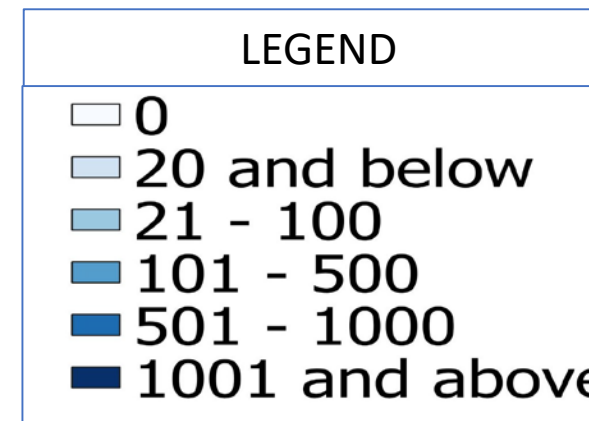 LEGEND
0
20 and below
21 - 100
101 - 500
501 - 1000
1001 and above